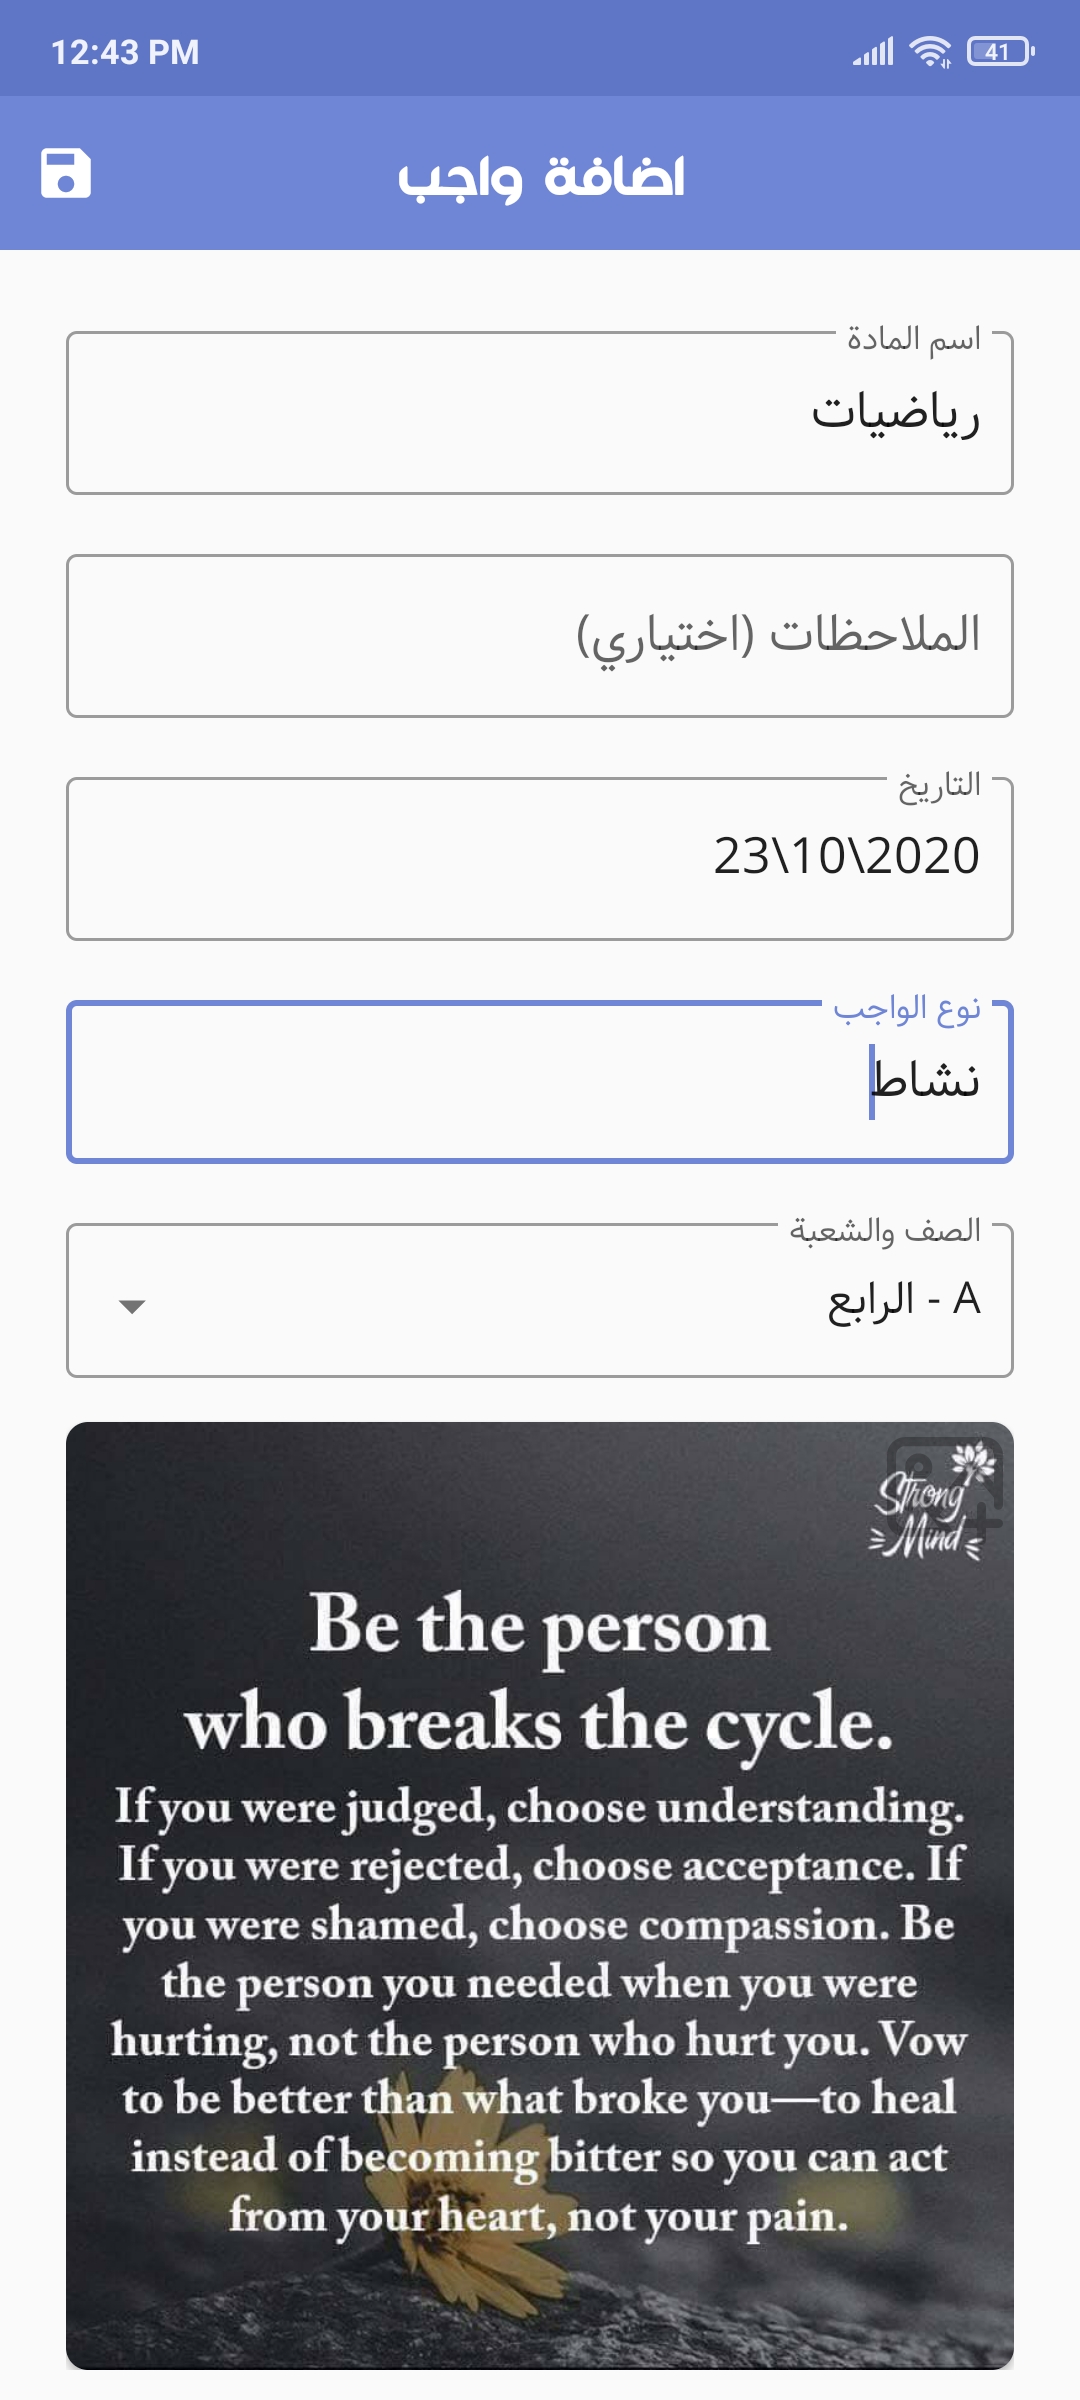 12:43 PM
41
اضافة واجب
اسم المادة
رياضيات
الملاحظات (اختياري)
التاريخ
23\10\2020
نوع الواجب
نشاط
الصف والشعبة
A - الرابع
Strong
Mind
Be the person
who breaks the cycle.
If you were judged, choose understanding.
If you were rejected, choose acceptance. If
you were shamed, choose compassion. Be
the person you needed when you were
hurting, not the person who hurt you. Vow
to be better than what broke you—to heal
instead of becoming bitter so you can act
from your heart, not your pain.